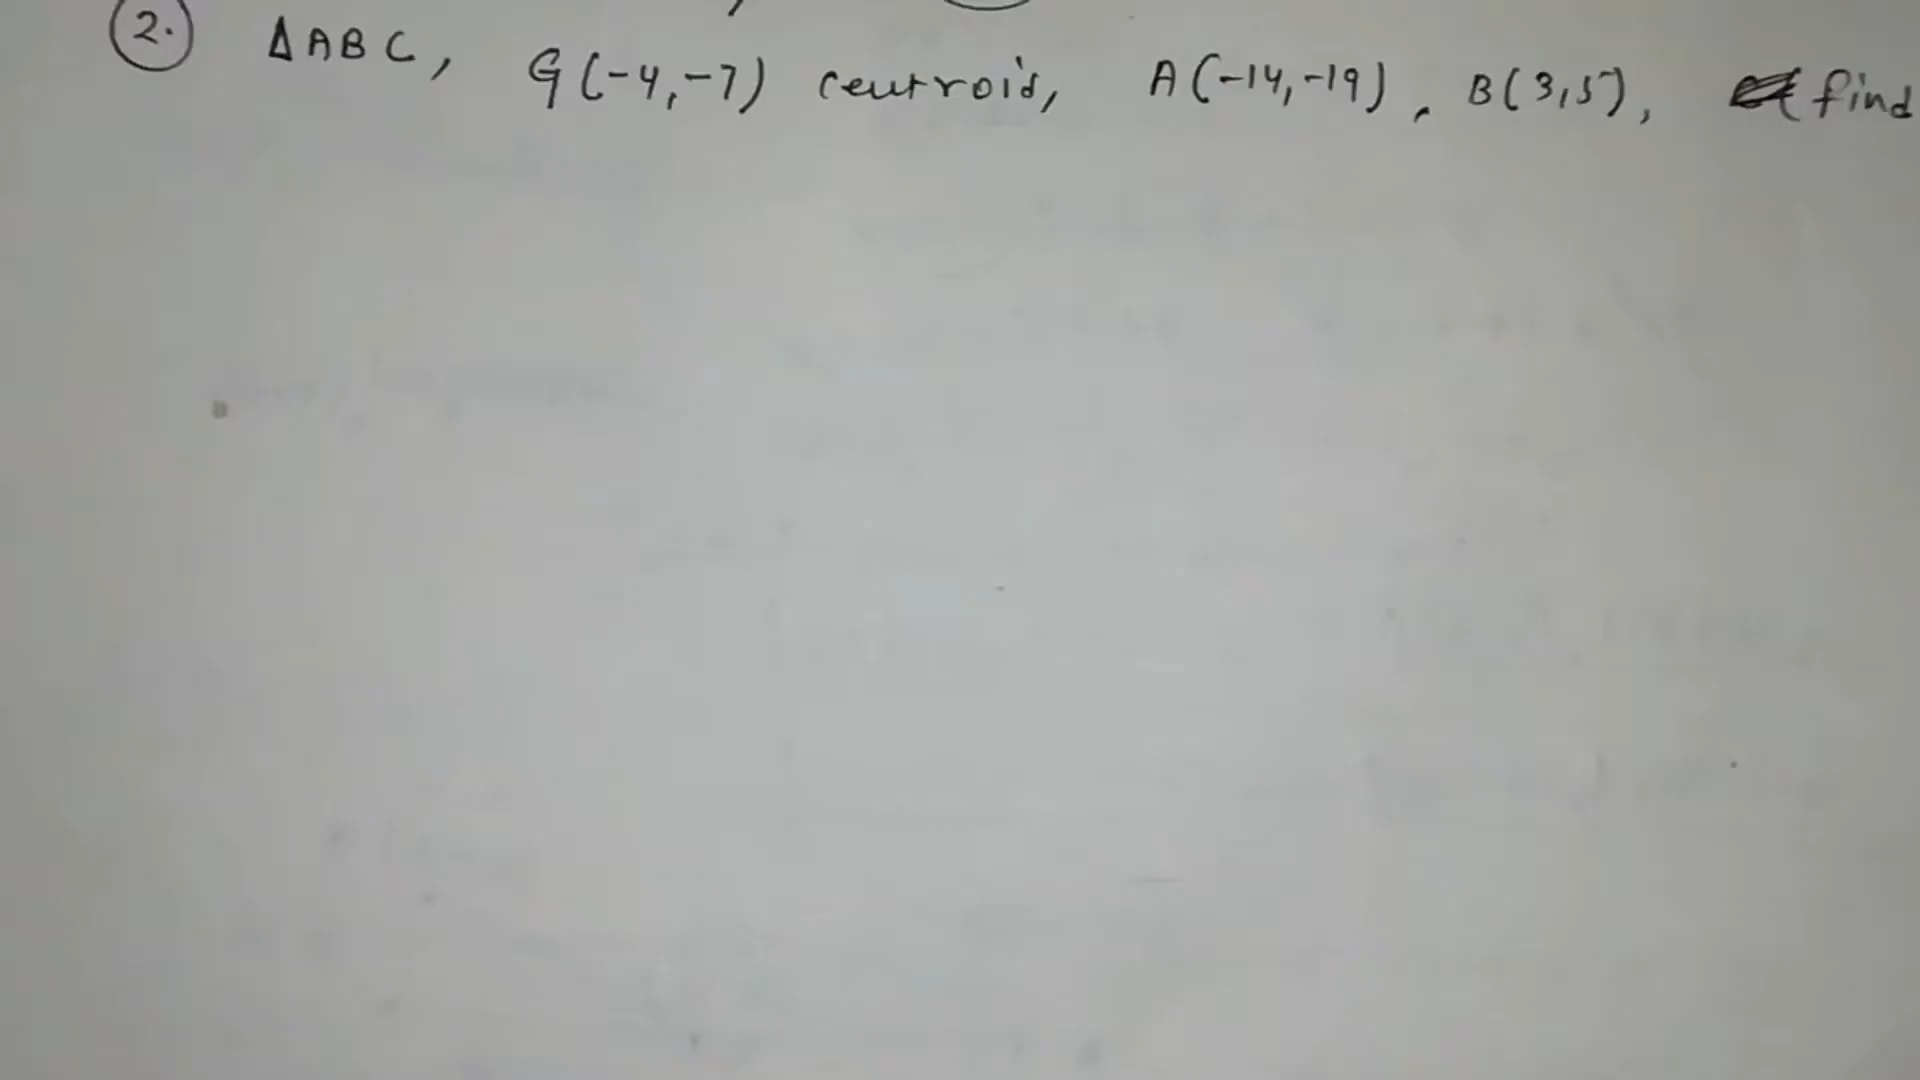 2. ΔABC, G(-4,-7) centroid, A(-14,-19), B(3,5), find